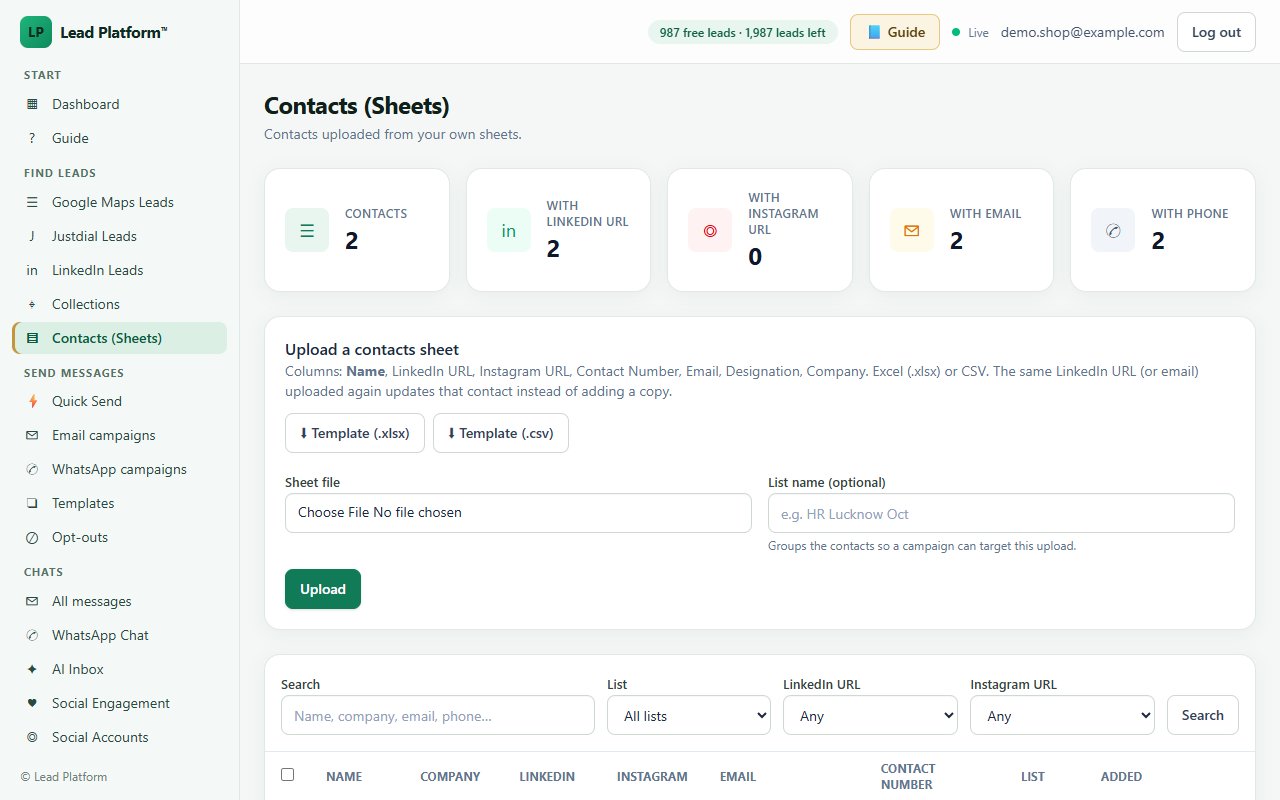 LP Lead Platform™
START
Dashboard
? Guide
FIND LEADS
Google Maps Leads
J Justdial Leads
in LinkedIn Leads
Collections
Contacts (Sheets)
SEND MESSAGES
Quick Send
Email campaigns
WhatsApp campaigns
Templates
Opt-outs
CHATS
All messages
WhatsApp Chat
AI Inbox
Social Engagement
Social Accounts
© Lead Platform
987 free leads · 1,987 leads left
Guide
Live
demo.shop@example.com
Log out
Contacts (Sheets)
Contacts uploaded from your own sheets.
CONTACTS
2
in
WITH
LINKEDIN URL
2
WITH
INSTAGRAM
URL
0
WITH EMAIL
2
WITH PHONE
2
Upload a contacts sheet
Columns: Name, LinkedIn URL, Instagram URL, Contact Number, Email, Designation, Company. Excel (.xlsx) or CSV. The same LinkedIn URL (or email)
uploaded again updates that contact instead of adding a copy.
⬇ Template (.xlsx)
⬇ Template (.csv)
Sheet file
Choose File No file chosen
List name (optional)
e.g. HR Lucknow Oct
Groups the contacts so a campaign can target this upload.
Upload
Search
Name, company, email, phone...
List
All lists
LinkedIn URL
Any
Instagram URL
Any
Search
NAME COMPANY LINKEDIN INSTAGRAM EMAIL CONTACT NUMBER LIST ADDED